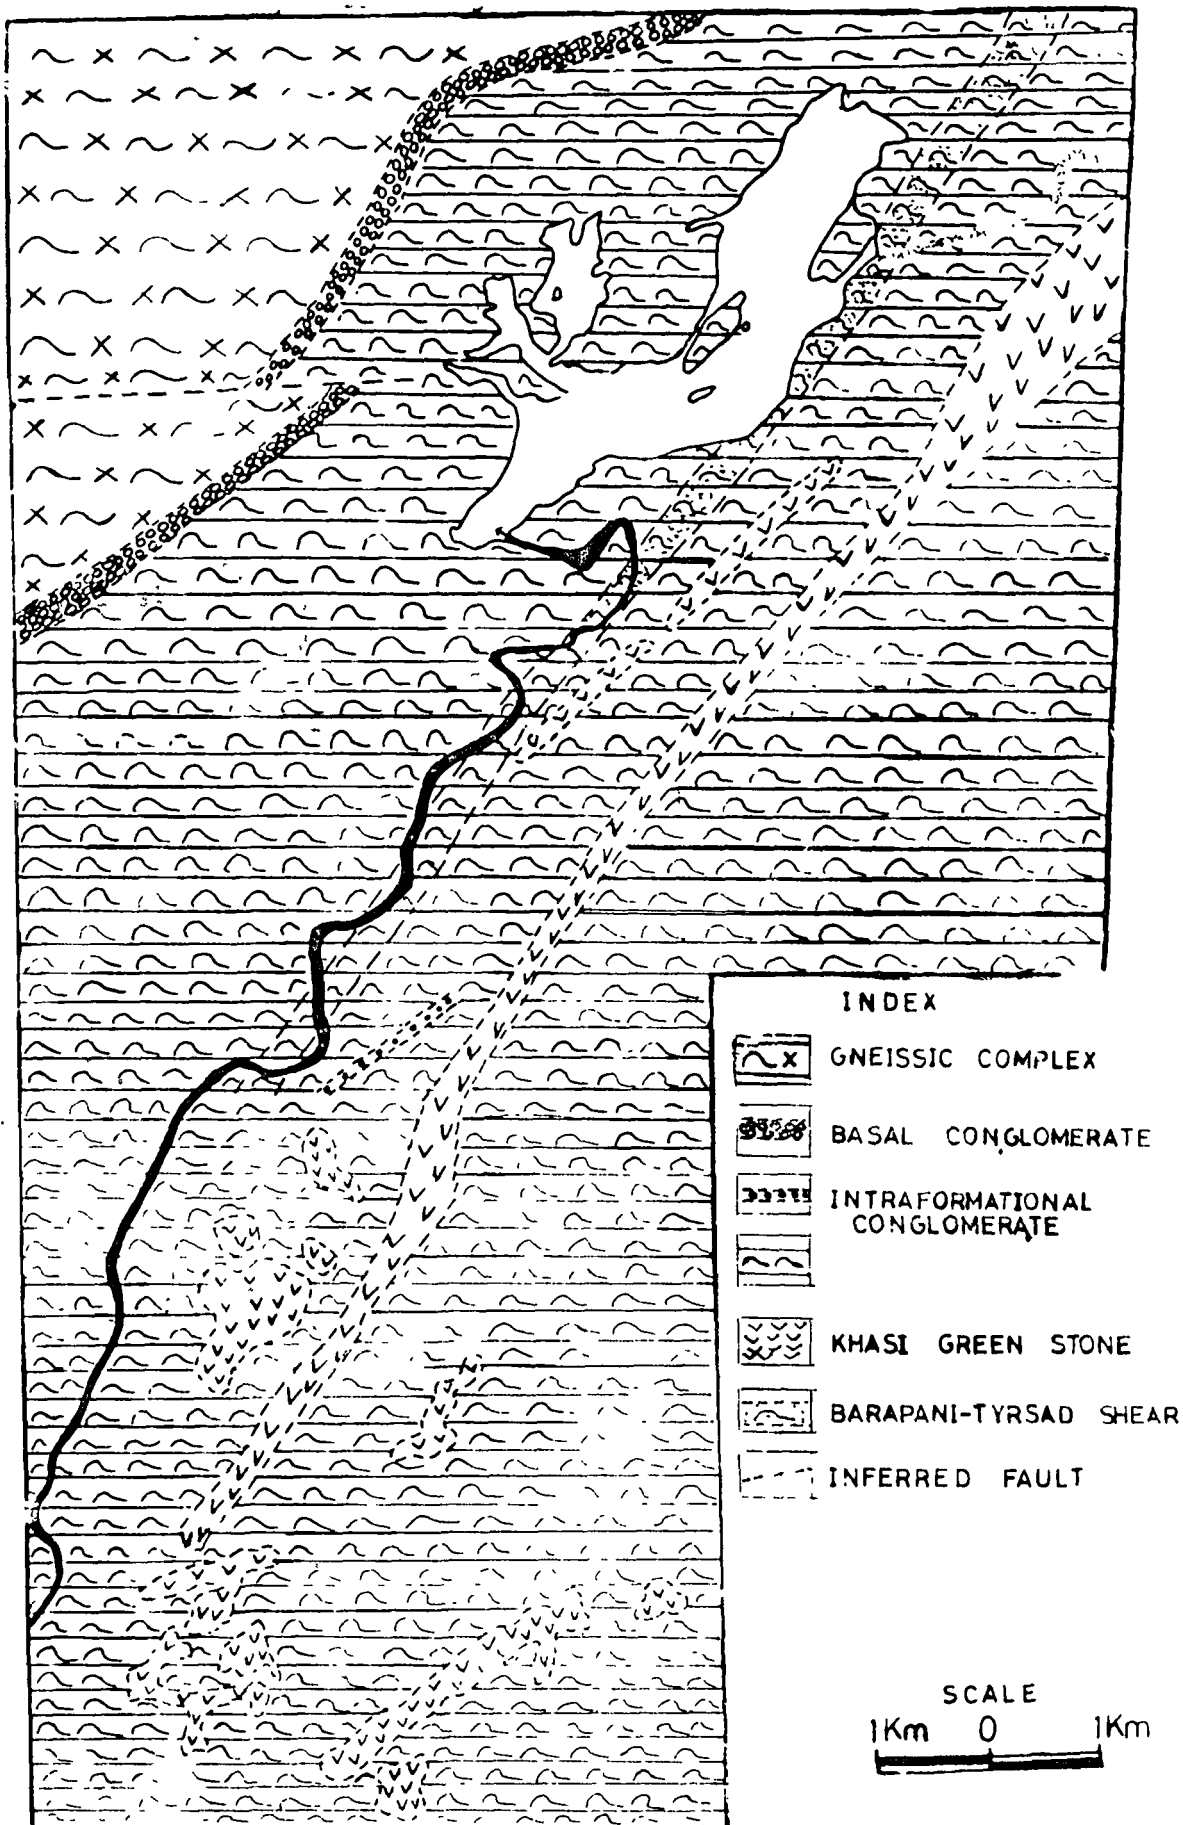 INDEX
GNEISSIC COMPLEX
BASAL CONGLOMERATE
INTRAFORMATIONAL
CONGLOMERATE
KHASI GREEN STONE
BARAPANI-TYRSAD SHEAR
INFERRED FAULT
SCALE
1Km 0 1Km